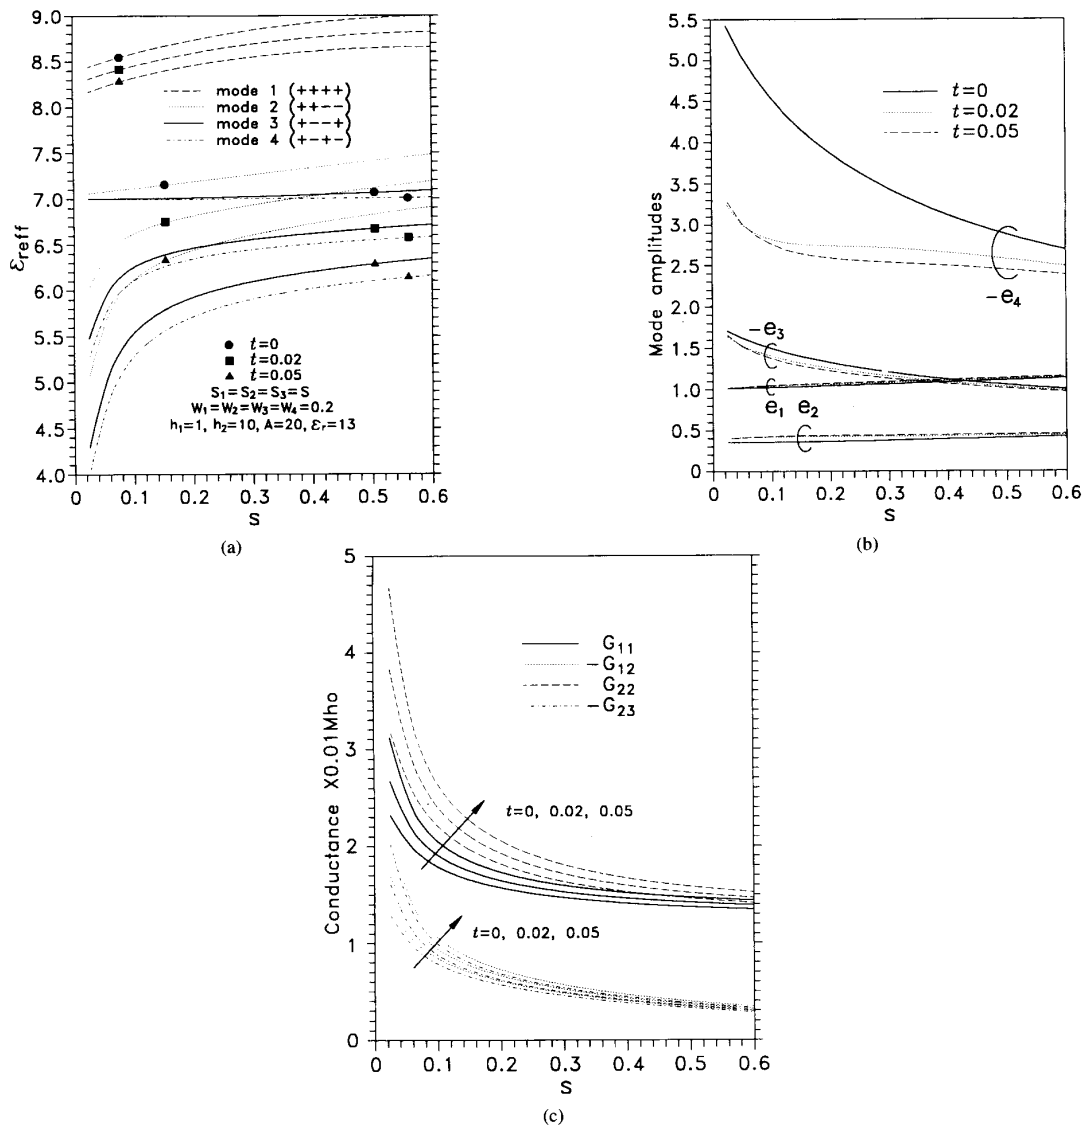 9.0
8.5
8.0
7.5
7.0
6.5
6.0
5.5
5.0
4.5
4.0
εreff
mode 1 (++++)
mode 2 (++−−)
mode 3 (+−−+)
mode 4 (+−+−)
t=0
t=0.02
t=0.05
S₁=S₂=S₃=S
W₁=W₂=W₃=W₄=0.2
h₁=1, h₂=10, A=20, εᵣ=13
0 0.1 0.2 0.3 0.4 0.5 0.6
S
(a)
5.5
5.0
4.5
4.0
3.5
3.0
2.5
2.0
1.5
1.0
0.5
0
Mode amplitudes
t=0
t=0.02
t=0.05
−e₄
−e₃
e₁ e₂
0 0.1 0.2 0.3 0.4 0.5 0.6
S
(b)
5
4
3
2
1
0
Conductance X0.01Mho
G₁₁
−G₁₂
G₂₂
−G₂₃
t=0, 0.02, 0.05
t=0, 0.02, 0.05
0 0.1 0.2 0.3 0.4 0.5 0.6
S
(c)